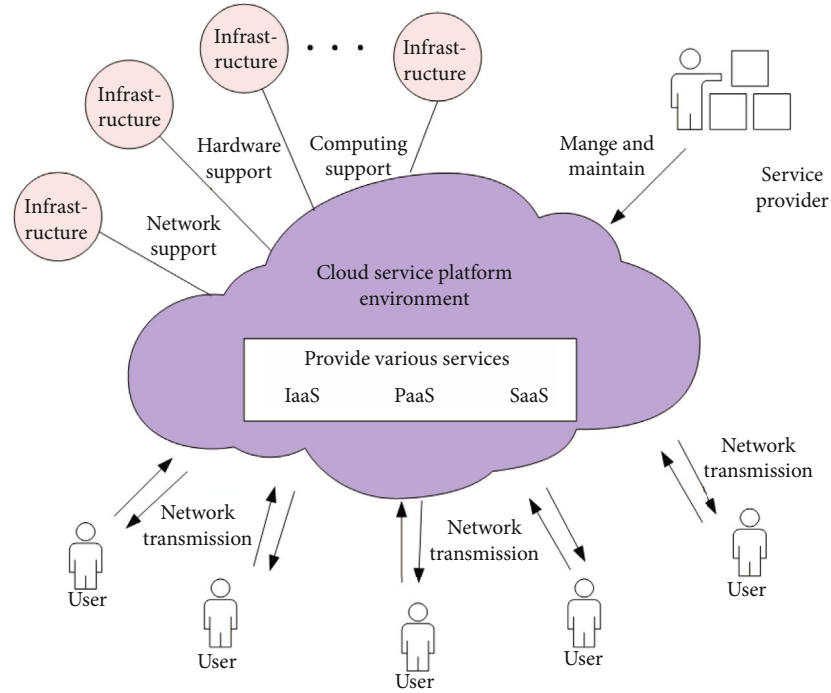 Infrast-
ructure
Infrast-
ructure
Infrast-
ructure
Infrast-
ructure
Hardware
support
Computing
support
Network
support
Mange and
maintain
Service
provider
Cloud service platform
environment
Provide various services
IaaS PaaS SaaS
Network
transmission
Network
transmission
Network
transmission
User
User
User
User
User